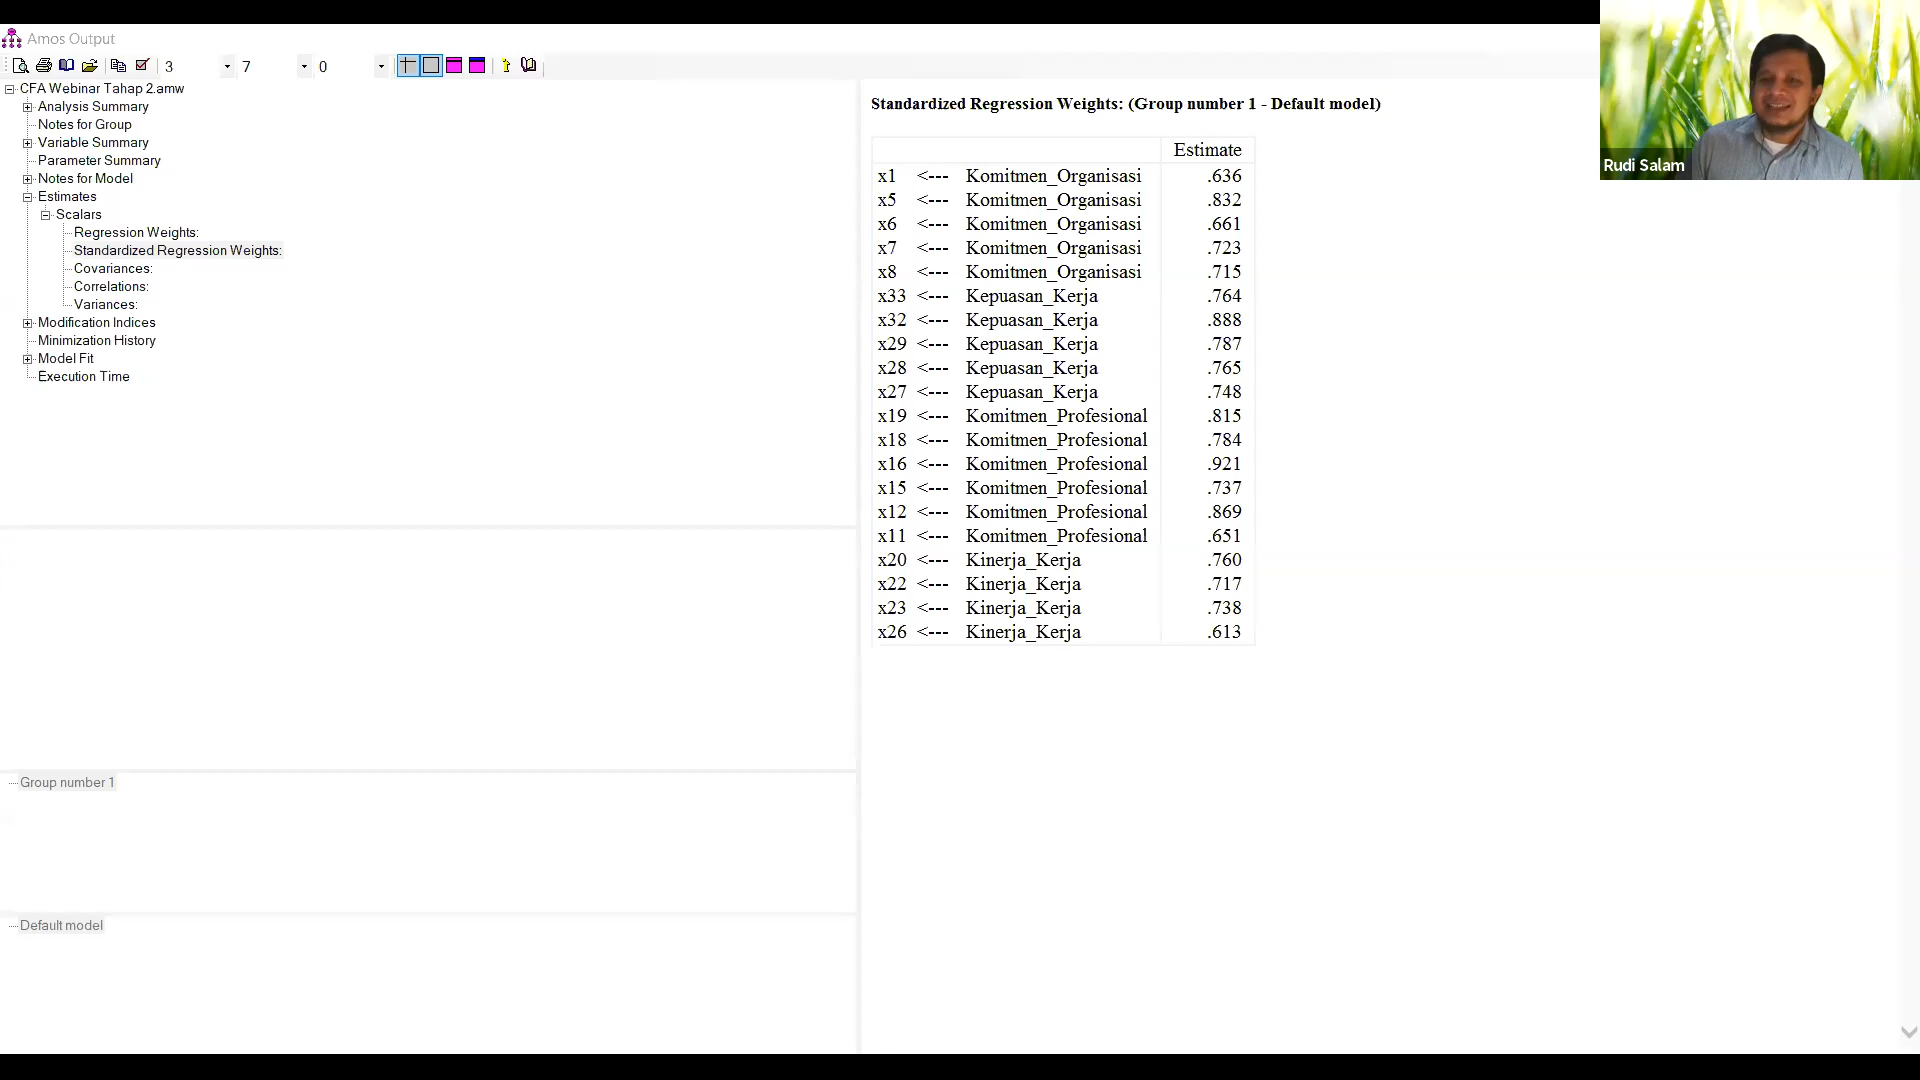 Amos Output
3 7 0
CFA Webinar Tahap 2.amw
Analysis Summary
Notes for Group
Variable Summary
Parameter Summary
Notes for Model
Estimates
Scalars
Regression Weights:
Standardized Regression Weights:
Covariances:
Correlations:
Variances:
Modification Indices
Minimization History
Model Fit
Execution Time
Group number 1
Default model
Standardized Regression Weights: (Group number 1 - Default model)
Estimate
x1 <--- Komitmen_Organisasi .636
x5 <--- Komitmen_Organisasi .832
x6 <--- Komitmen_Organisasi .661
x7 <--- Komitmen_Organisasi .723
x8 <--- Komitmen_Organisasi .715
x33 <--- Kepuasan_Kerja .764
x32 <--- Kepuasan_Kerja .888
x29 <--- Kepuasan_Kerja .787
x28 <--- Kepuasan_Kerja .765
x27 <--- Kepuasan_Kerja .748
x19 <--- Komitmen_Profesional .815
x18 <--- Komitmen_Profesional .784
x16 <--- Komitmen_Profesional .921
x15 <--- Komitmen_Profesional .737
x12 <--- Komitmen_Profesional .869
x11 <--- Komitmen_Profesional .651
x20 <--- Kinerja_Kerja .760
x22 <--- Kinerja_Kerja .717
x23 <--- Kinerja_Kerja .738
x26 <--- Kinerja_Kerja .613
Rudi Salam